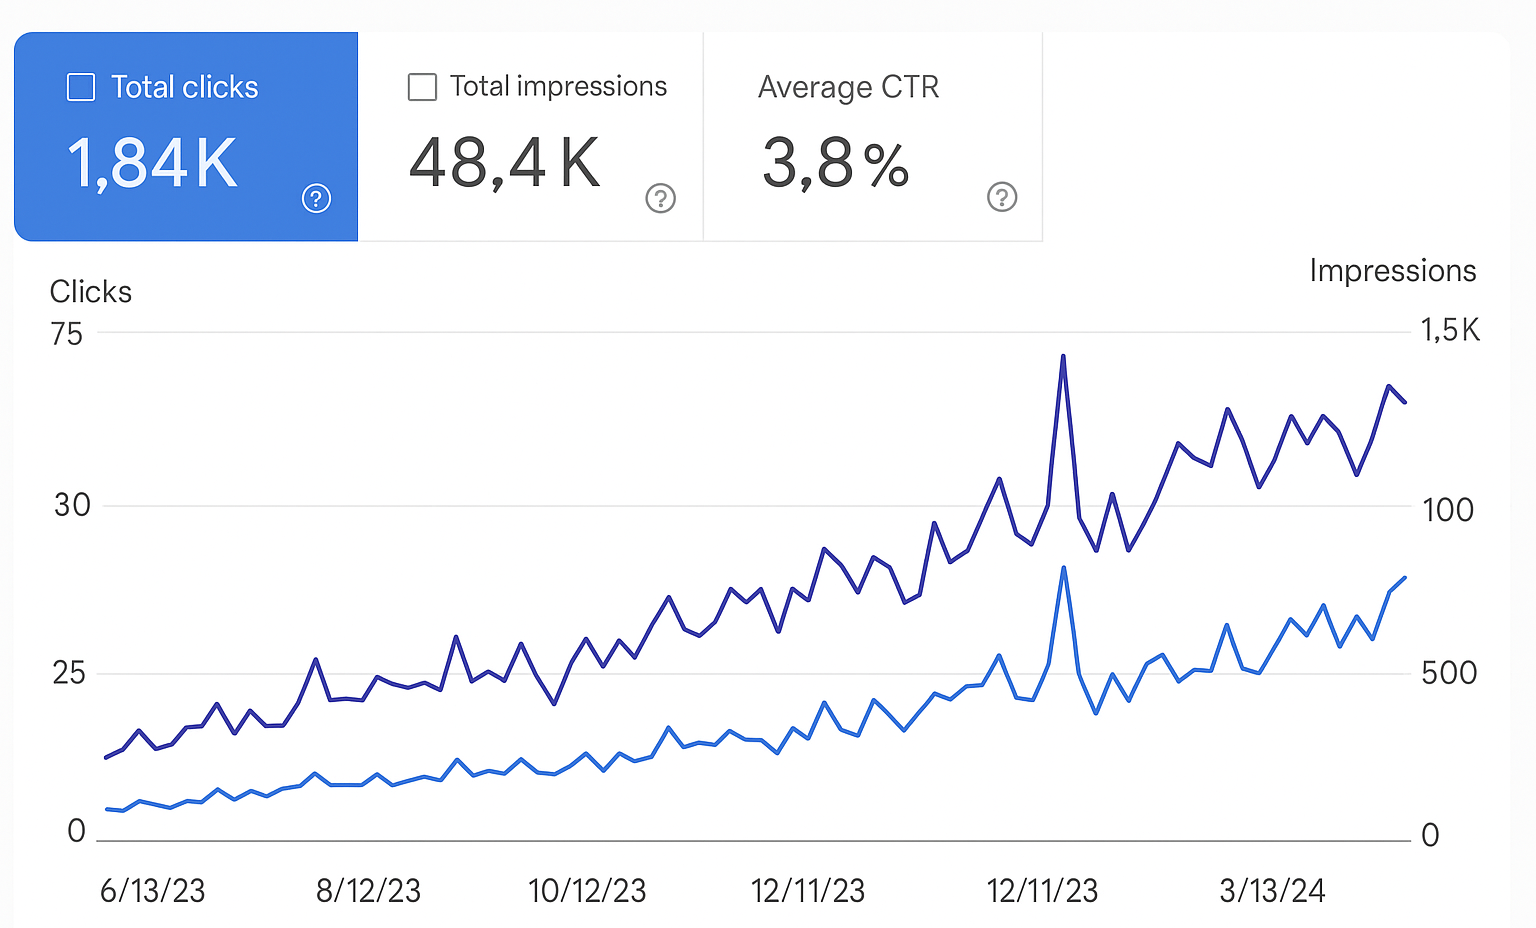 Total clicks
1,84K
?
Total impressions
48,4K
?
Average CTR
3,8%
?
Clicks
Impressions
75
1,5K
30
100
25
500
0
0
6/13/23
8/12/23
10/12/23
12/11/23
12/11/23
3/13/24